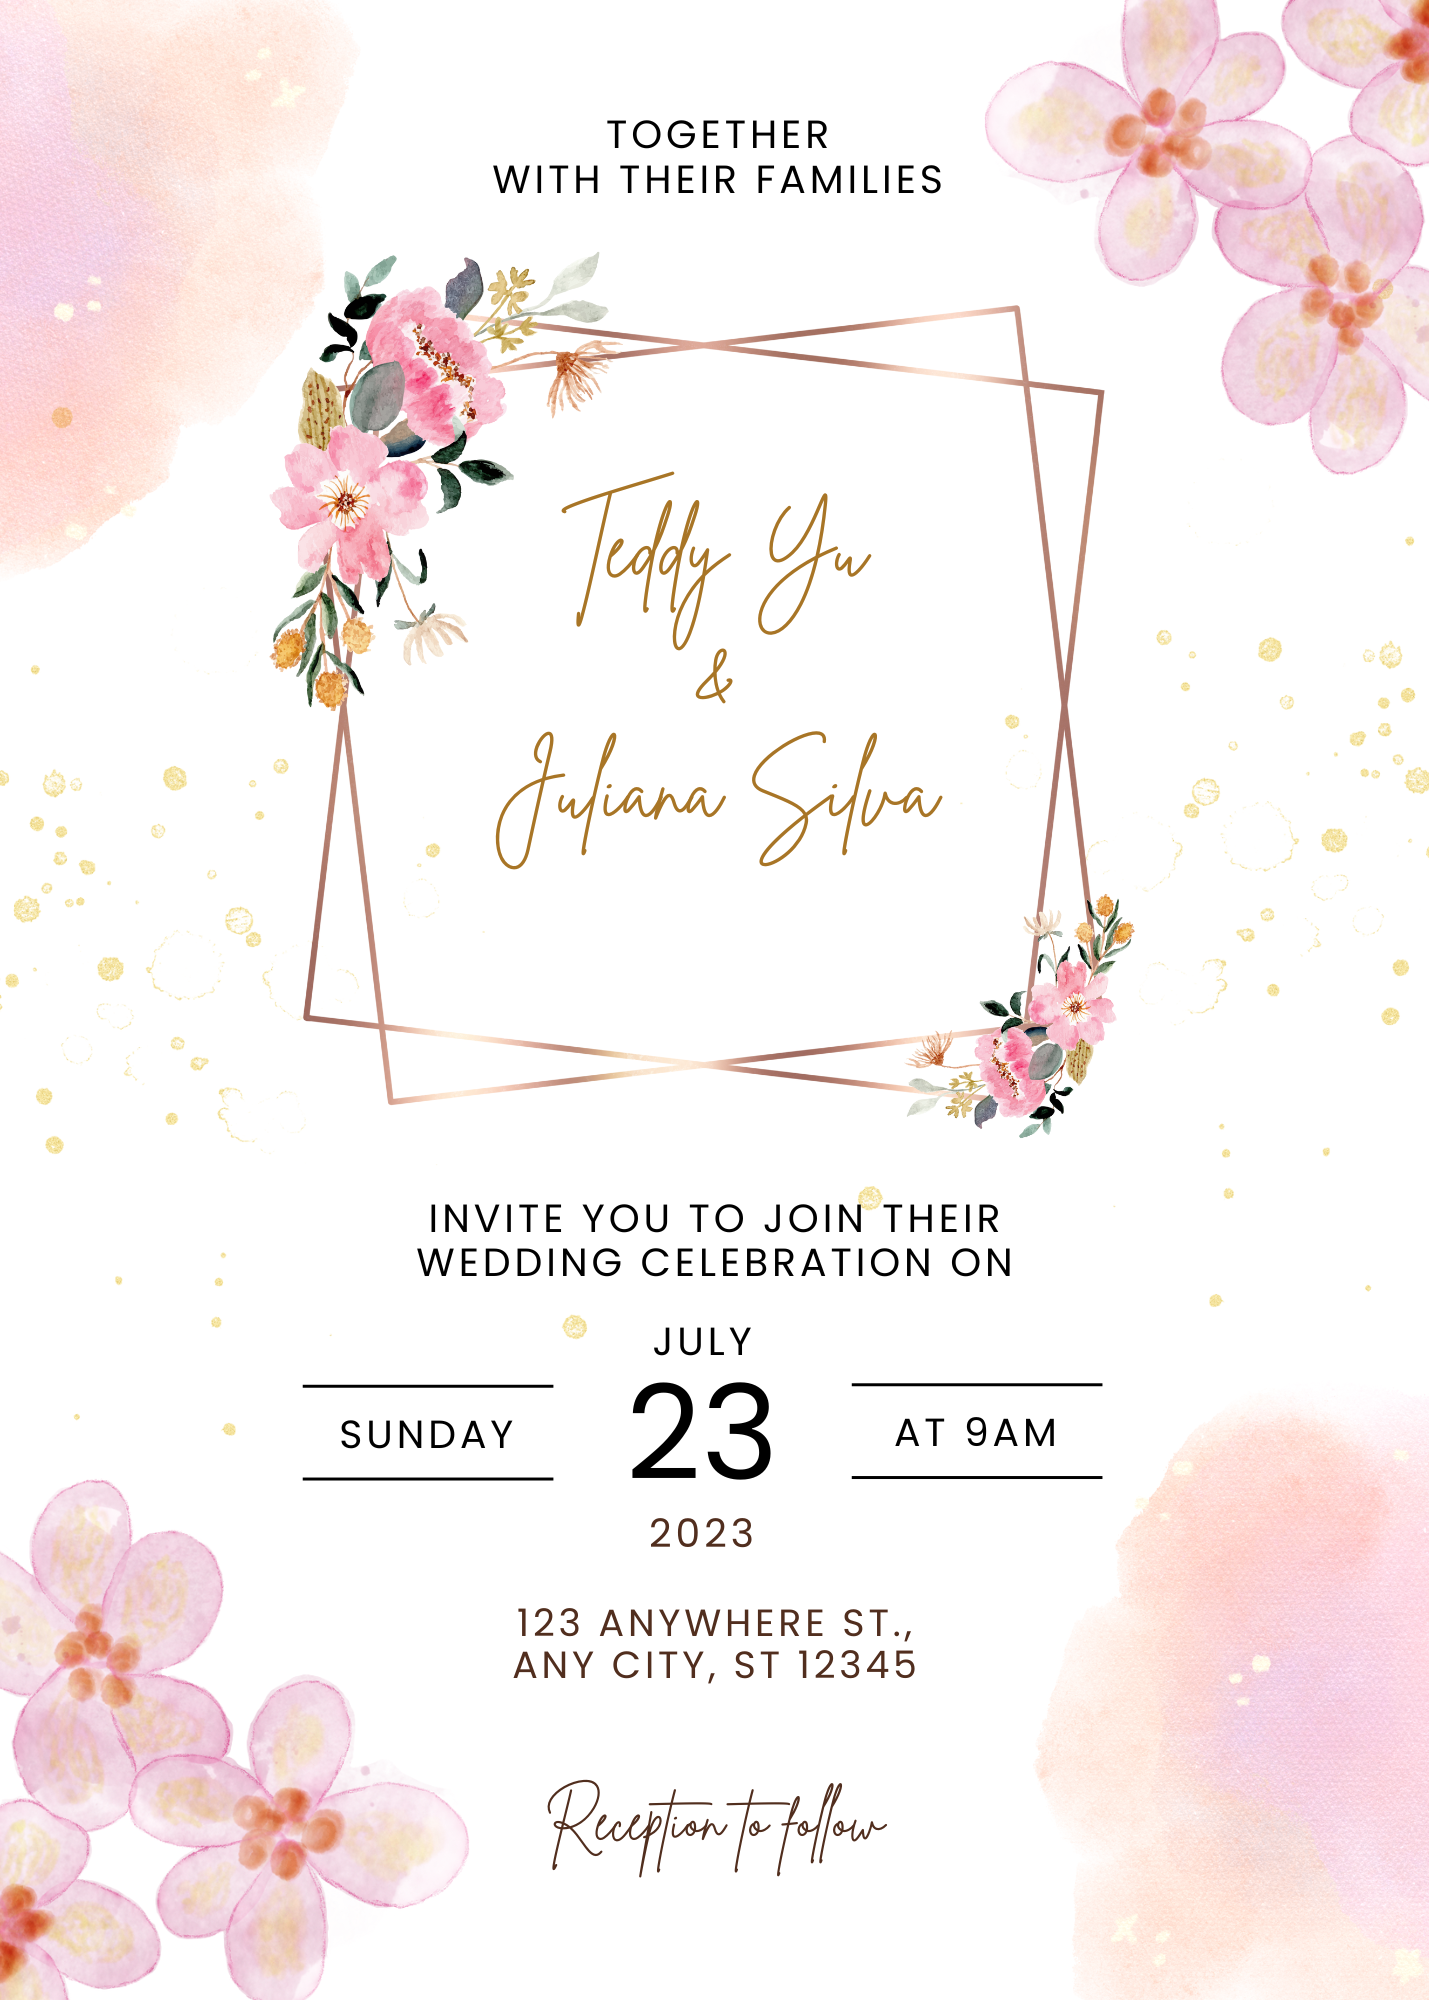 TOGETHER
WITH THEIR FAMILIES
Teddy Yu
&
Juliana Silva
INVITE YOU TO JOIN THEIR
WEDDING CELEBRATION ON
JULY
SUNDAY
23
AT 9AM
2023
123 ANYWHERE ST.,
ANY CITY, ST 12345
Reception to follow